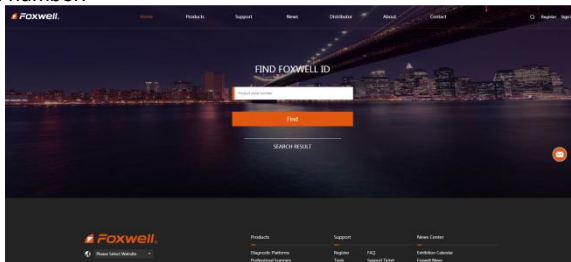 number.
FOXWELL.
Home Products Support News Distributor About Contact Register Sign
FIND FOXWELL ID
Product serial number
Find
SEARCH RESULT
FOXWELL.
Please Select Website
Products Support News Center
Diagnostic Platforms Register FAQ Exhibition Calendar
Professional Scanners Tools Support Ticket Foxwell News